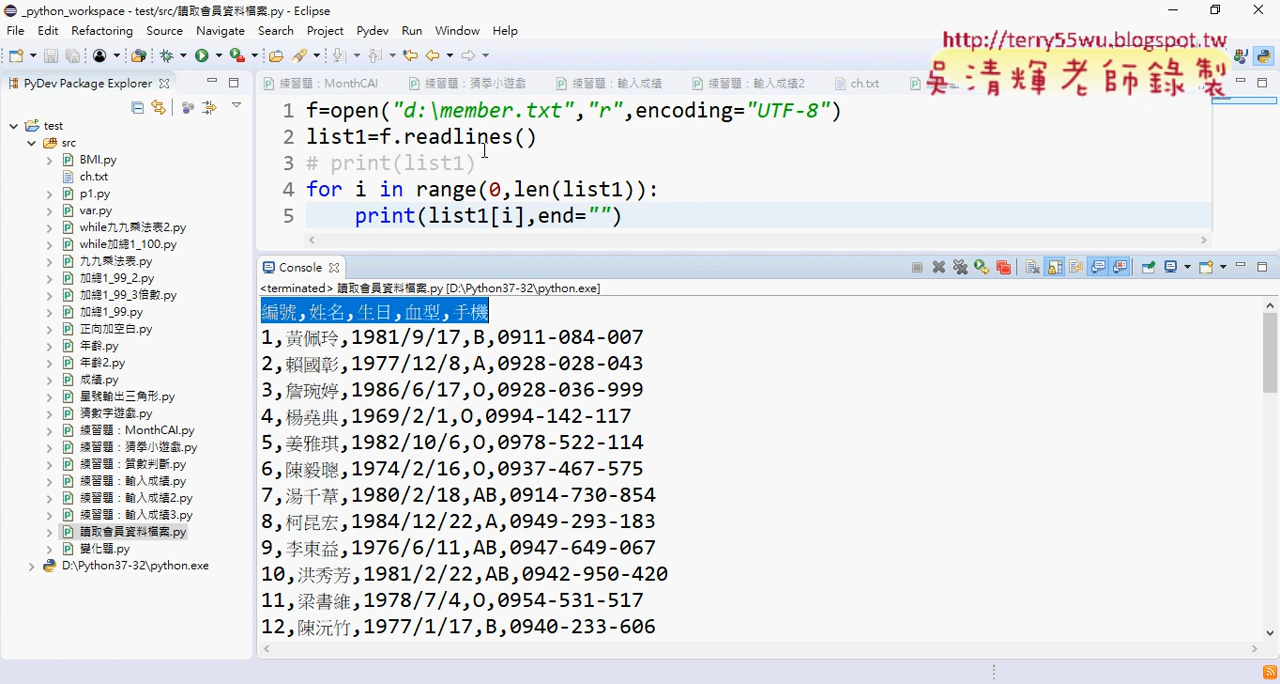 _python_workspace - test/src/讀取會員資料檔案.py - Eclipse
File Edit Refactoring Source Navigate Search Project Pydev Run Window Help
http://terry55wu.blogspot.tw
吳清輝老師錄製
PyDev Package Explorer
練習題：MonthCAl
練習題：猜拳小遊戲
練習題：輸入成績
練習題：輸入成績2
ch.txt
test
src
BMI.py
ch.txt
p1.py
var.py
while九九乘法表2.py
while加總1_100.py
九九乘法表.py
加總1_99_2.py
加總1_99_3倍數.py
加總1_99.py
正向加空白.py
年齡.py
年齡2.py
成績.py
星號輸出三角形.py
猜數字遊戲.py
練習題：MonthCAl.py
練習題：猜拳小遊戲.py
練習題：質數判斷.py
練習題：輸入成績.py
練習題：輸入成績2.py
練習題：輸入成績3.py
讀取會員資料檔案.py
變化題.py
D:\Python37-32\python.exe
1 f=open("d:\member.txt","r",encoding="UTF-8")
2 list1=f.readlines()
3 # print(list1)
4 for i in range(0,len(list1)):
5 print(list1[i],end="")
Console
<terminated> 讀取會員資料檔案.py [D:\Python37-32\python.exe]
編號,姓名,生日,血型,手機
1,黃佩玲,1981/9/17,B,0911-084-007
2,賴國彰,1977/12/8,A,0928-028-043
3,詹琬婷,1986/6/17,O,0928-036-999
4,楊堯典,1969/2/1,O,0994-142-117
5,姜雅琪,1982/10/6,O,0978-522-114
6,陳毅聰,1974/2/16,O,0937-467-575
7,湯千葦,1980/2/18,AB,0914-730-854
8,柯昆宏,1984/12/22,A,0949-293-183
9,李東益,1976/6/11,AB,0947-649-067
10,洪秀芳,1981/2/22,AB,0942-950-420
11,梁書維,1978/7/4,O,0954-531-517
12,陳沅竹,1977/1/17,B,0940-233-606